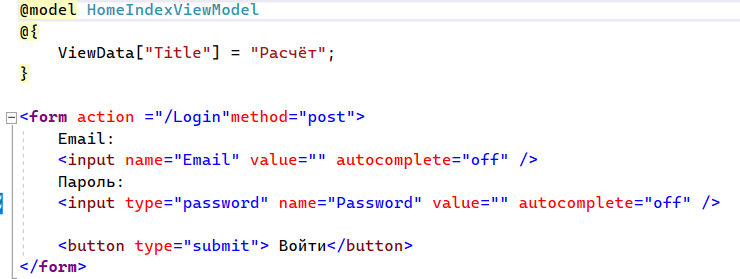 @model HomeIndexViewModel
@{
    ViewData["Title"] = "Расчёт";
}

<form action ="/Login"method="post">
    Email:
    <input name="Email" value="" autocomplete="off" />
    Пароль:
    <input type="password" name="Password" value="" autocomplete="off" />

    <button type="submit"> Войти</button>
</form>